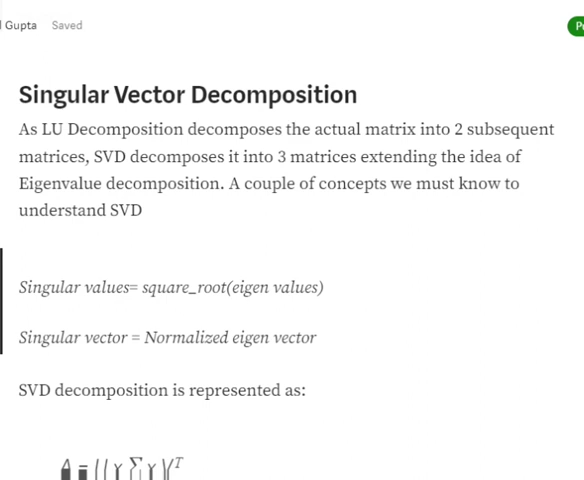 l Gupta Saved
Singular Vector Decomposition
As LU Decomposition decomposes the actual matrix into 2 subsequent
matrices, SVD decomposes it into 3 matrices extending the idea of
Eigenvalue decomposition. A couple of concepts we must know to
understand SVD
Singular values= square_root(eigen values)
Singular vector = Normalized eigen vector
SVD decomposition is represented as: